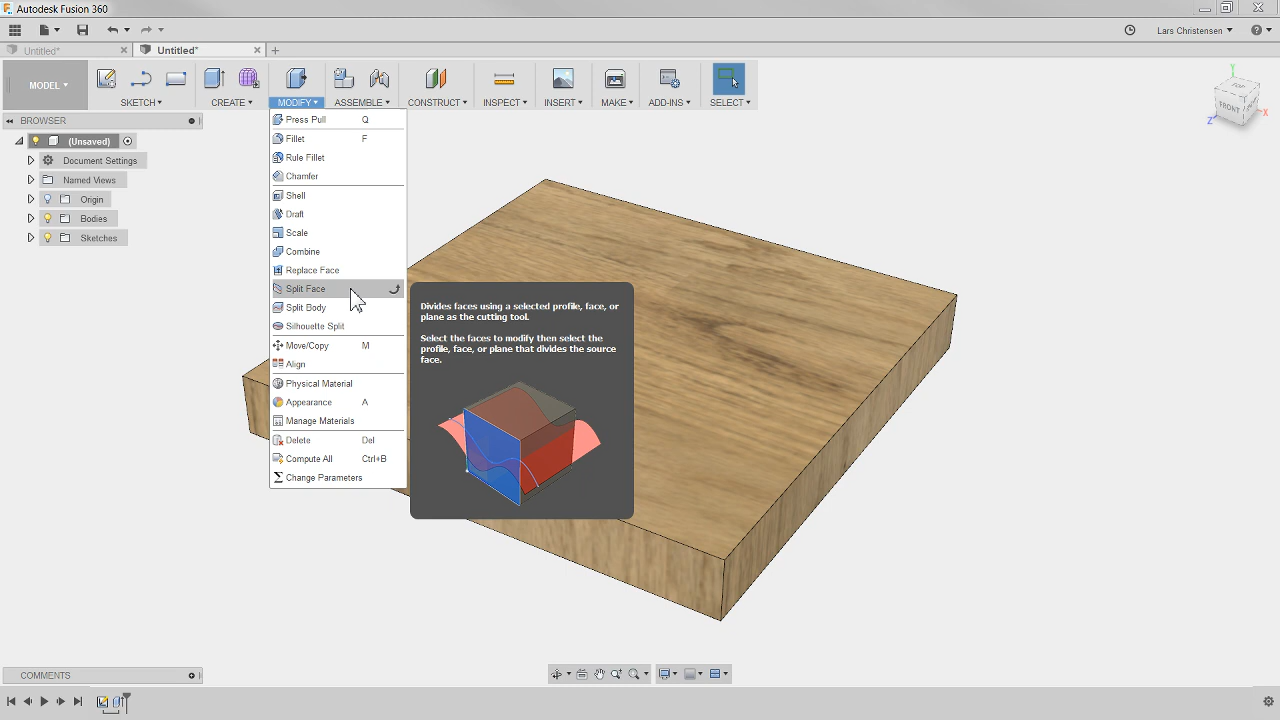 Autodesk Fusion 360
Lars Christensen
Untitled*
Untitled*
MODEL
SKETCH
CREATE
MODIFY
ASSEMBLE
CONSTRUCT
INSPECT
INSERT
MAKE
ADD-INS
SELECT
Y
FRONT
X
Z
BROWSER
(Unsaved)
Document Settings
Named Views
Origin
Bodies
Sketches
Press Pull Q
Fillet F
Rule Fillet
Chamfer
Shell
Draft
Scale
Combine
Replace Face
Split Face
Split Body
Silhouette Split
Move/Copy M
Align
Physical Material
Appearance A
Manage Materials
Delete Del
Compute All Ctrl+B
Change Parameters
Divides faces using a selected profile, face, or
plane as the cutting tool.
Select the faces to modify then select the
profile, face, or plane that divides the source
face.
COMMENTS